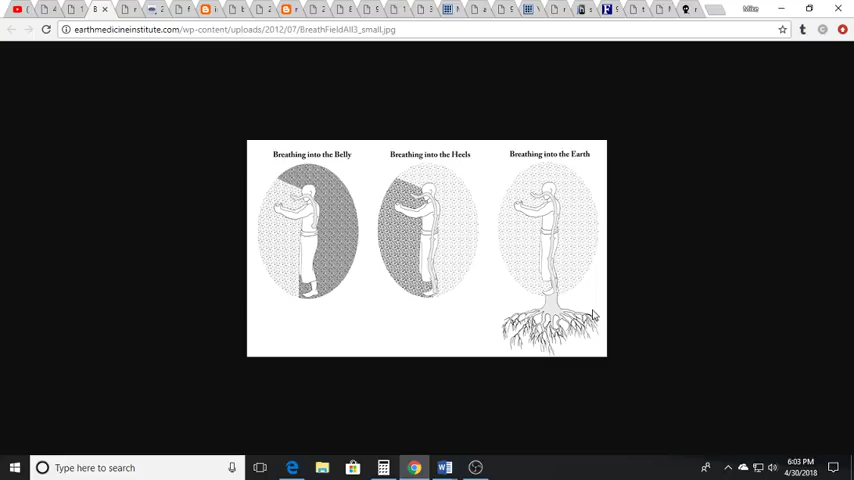 Mike
earthmedicineinstitute.com/wp-content/uploads/2012/07/BreathFieldAll3_small.jpg
Breathing into the Belly
Breathing into the Heels
Breathing into the Earth
Type here to search
6:03 PM
4/30/2018